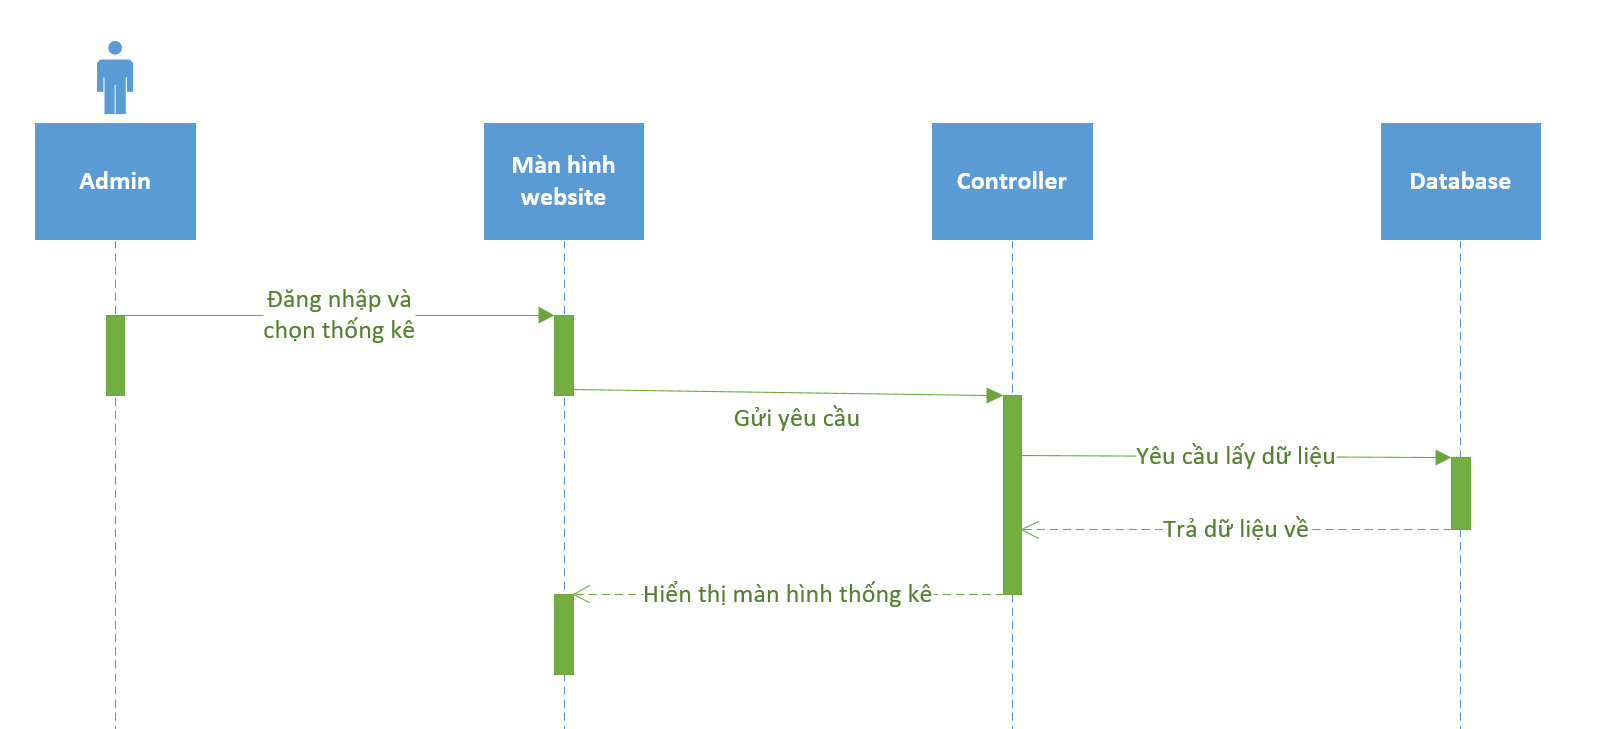 Admin
Màn hình
website
Controller
Database
Đăng nhập và
chọn thống kê
Gửi yêu cầu
Yêu cầu lấy dữ liệu
Trả dữ liệu về
Hiển thị màn hình thống kê